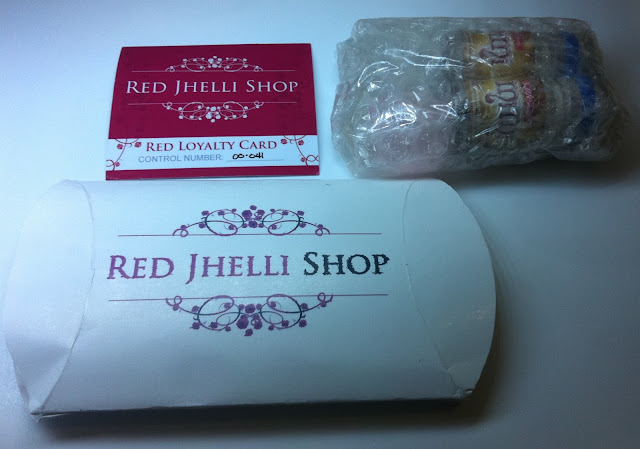 RED JHELLI SHOP
RED LOYALTY CARD
CONTROL NUMBER: 00-041
RED JHELLI SHOP